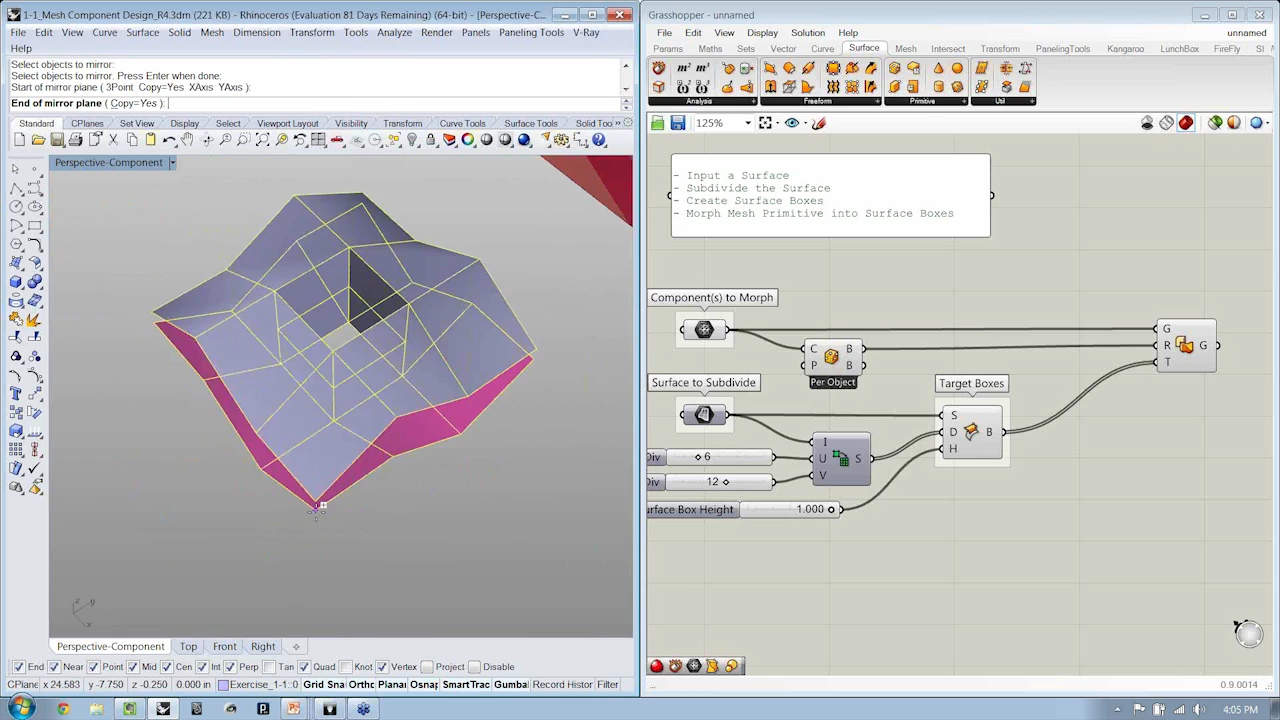 1-1_Mesh Component Design_R4.3dm (221 KB) - Rhinoceros (Evaluation 81 Days Remaining) (64-bit) - [Perspective-C...
File Edit View Curve Surface Solid Mesh Dimension Transform Tools Analyze Render Panels Paneling Tools V-Ray
Help
Select objects to mirror:
Select objects to mirror. Press Enter when done:
Start of mirror plane ( 3Point Copy=Yes XAxis YAxis ):
End of mirror plane ( Copy=Yes ):
Standard CPlanes Set View Display Select Viewport Layout Visibility Transform Curve Tools Surface Tools Solid Too
Perspective-Component
z y x
Perspective-Component Top Front Right
End Near Point Mid Cen Int Perp Tan Quad Knot Vertex Project Disable
CPlane x 24.583 y -7.750 z -0.250 0.000 in Exercise_1-1::0 Grid Sna Ortho Planar Osnap SmartTrac Gumba Record Histor Filter
Grasshopper - unnamed
File Edit View Display Solution Help unnamed
Params Maths Sets Vector Curve Surface Mesh Intersect Transform PanelingTools Kangaroo LunchBox FireFly
Analysis Freeform Primitive Util
125%
- Input a Surface
- Subdivide the Surface
- Create Surface Boxes
- Morph Mesh Primitive into Surface Boxes
Component(s) to Morph
G
R G
T
C B
P B
Per Object
Surface to Subdivide
Target Boxes
S
D B
H
I
U S
V
Div 6
Div 12
urface Box Height 1.000
0.9.0014
4:05 PM